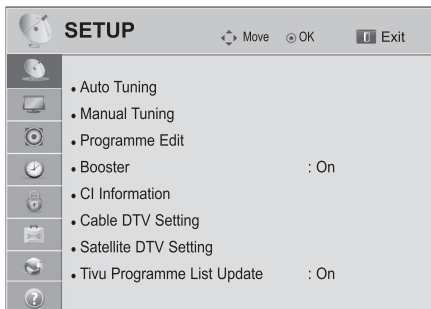 SETUP Move OK Exit
• Auto Tuning
• Manual Tuning
• Programme Edit
• Booster : On
• CI Information
• Cable DTV Setting
• Satellite DTV Setting
• Tivu Programme List Update : On
?